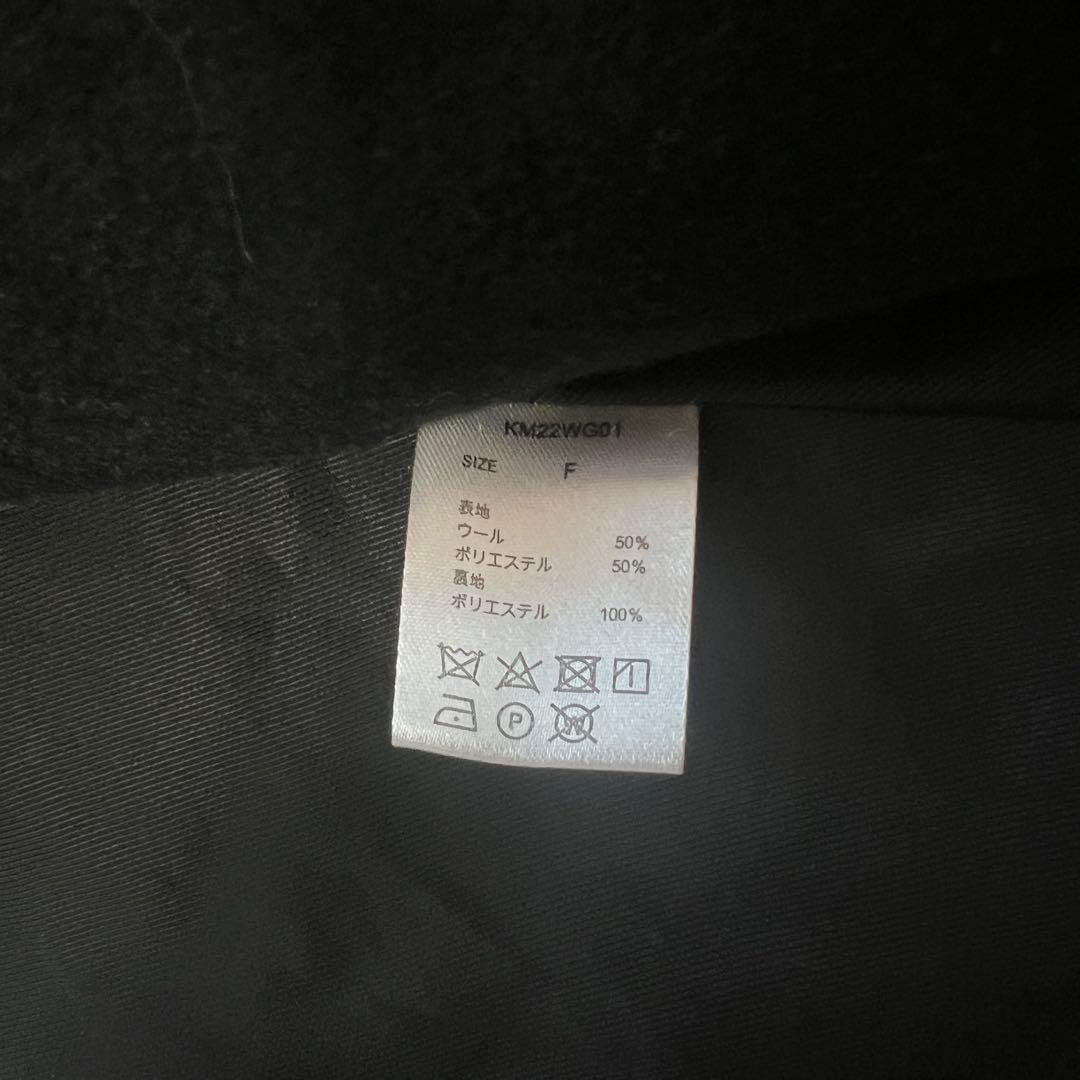 KM22WG01
SIZE F
表地
ウール 50%
ポリエステル 50%
裏地
ポリエステル 100%
P
W